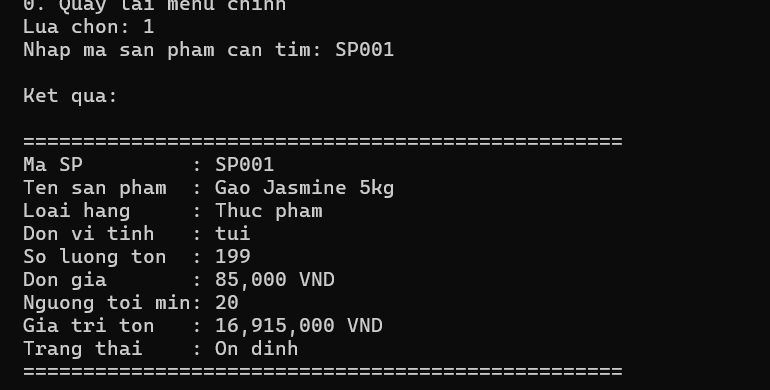 0. Quay lai menu chinh
Lua chon: 1
Nhap ma san pham can tim: SP001
Ket qua:
==================================================
Ma SP         : SP001
Ten san pham  : Gao Jasmine 5kg
Loai hang     : Thuc pham
Don vi tinh   : tui
So luong ton  : 199
Don gia       : 85,000 VND
Nguong toi min: 20
Gia tri ton   : 16,915,000 VND
Trang thai    : On dinh
==================================================